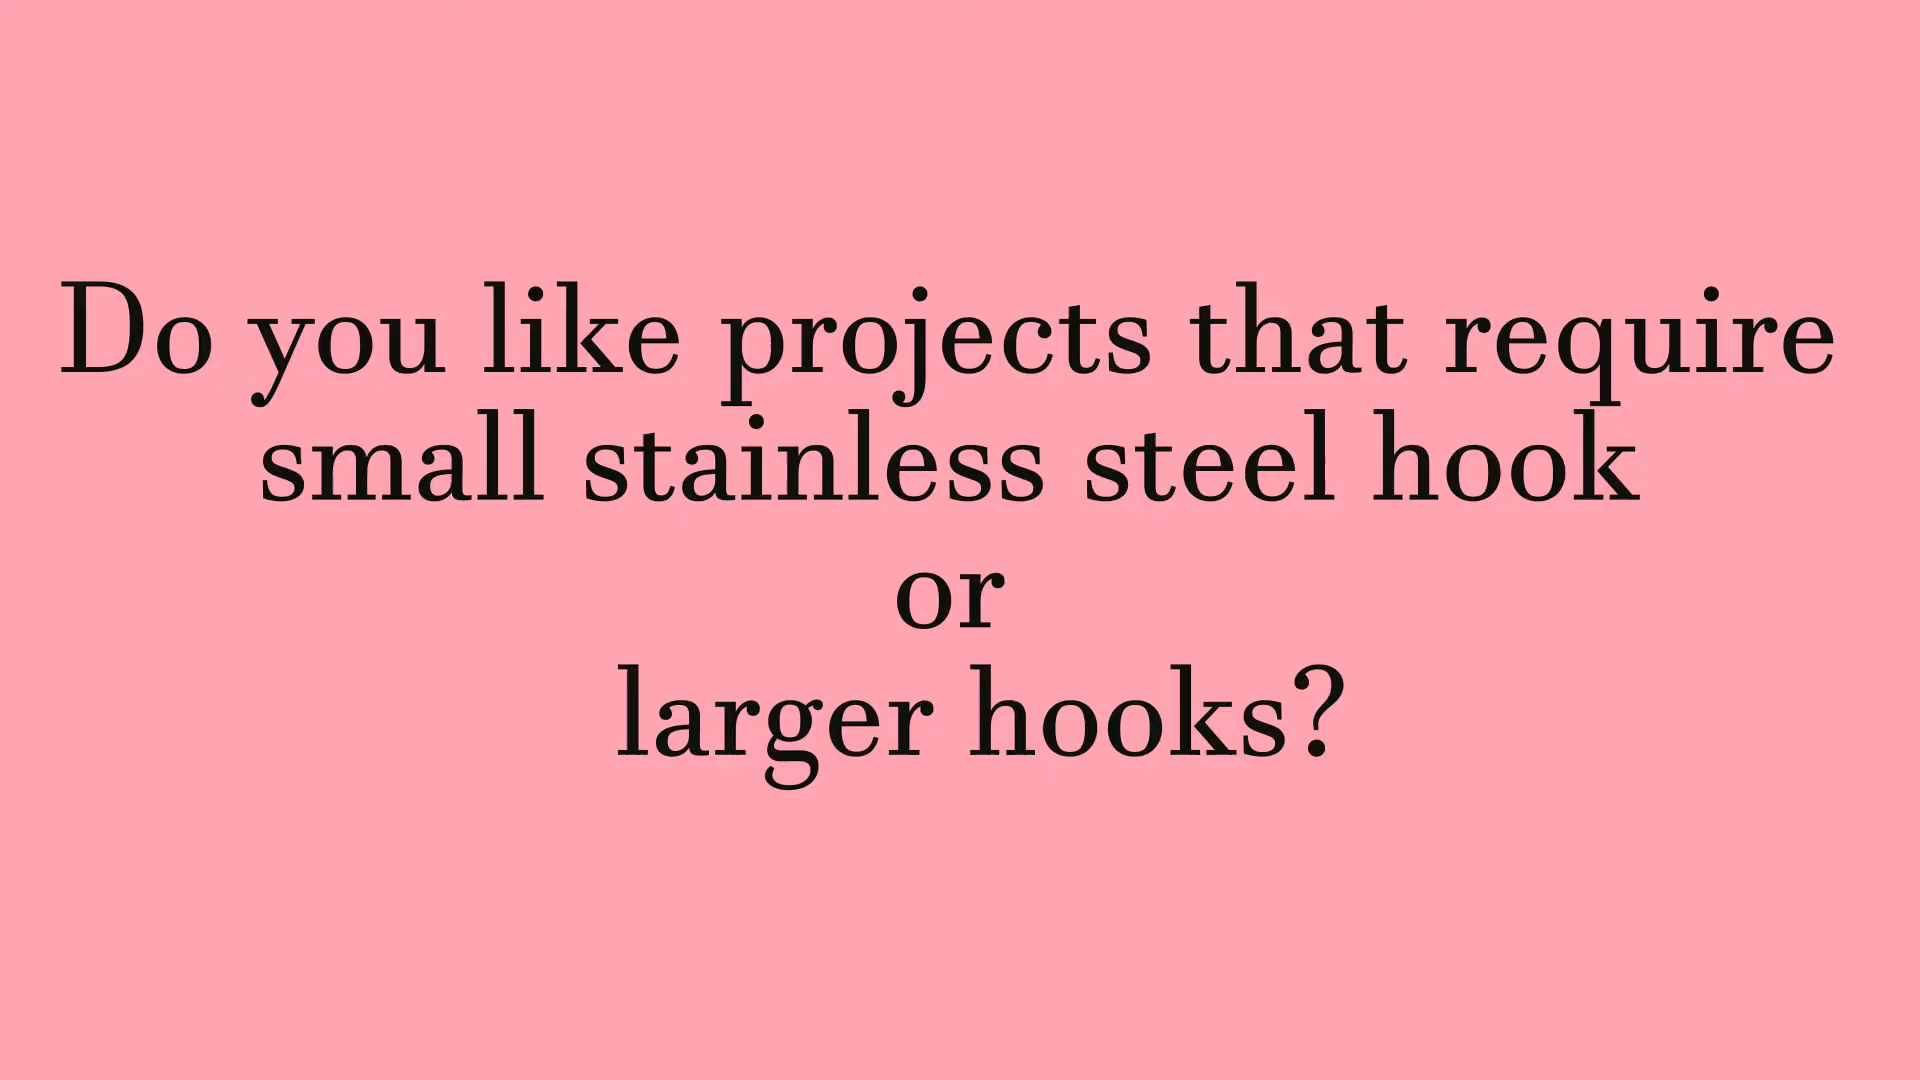 Do you like projects that require
small stainless steel hook
or
larger hooks?